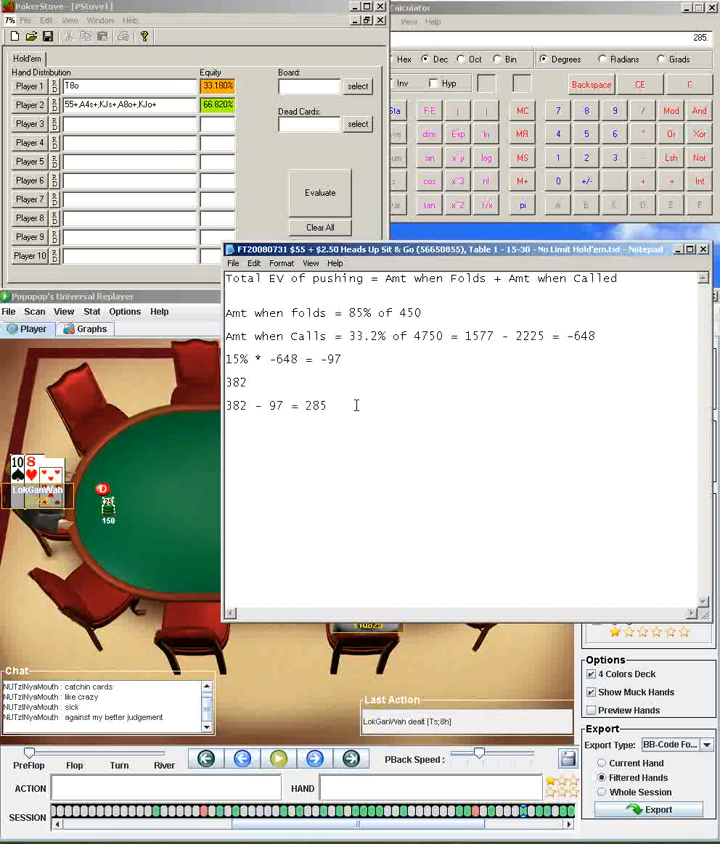 PokerStove - [PStove1]
7%
File Edit View Window Help
Hold'em
Hand Distribution Equity
Player 1 T8o 33.180%
Player 2 55+,A4s+,KJs+,A8o+,KJo+ 66.820%
Player 3
Player 4
Player 5
Player 6
Player 7
Player 8
Player 9
Player 10
Board:
select
Dead Cards:
select
Evaluate
Clear All
Calculator
View Help
285.
Hex Dec Oct Bin Degrees Radians Grads
Inv Hyp Backspace CE C
Sta F-E ( ) MC 7 8 9 / Mod And
dms Exp ln MR 4 5 6 * Or Xor
sin x^y log MS 1 2 3 - Lsh Not
cos x^3 n! M+ 0 +/- . + = Int
tan x^2 1/x pi A B C D E F
FT20080731 $55 + $2.50 Heads Up Sit & Go (56650855), Table 1 - 15-30 - No Limit Hold'em.txt - Notepad
File Edit Format View Help
Total EV of pushing = Amt when Folds + Amt when Called
Amt when folds = 85% of 450
Amt when Calls = 33.2% of 4750 = 1577 - 2225 = -648
15% * -648 = -97
382
382 - 97 = 285
Popopop's Universal Replayer
File Scan View Options Help
Player Graphs
10 8
LokGanWah
D
150
Chat
NUTzINyaMouth : catchin cards
NUTzINyaMouth : like crazy
NUTzINyaMouth : sick
NUTzINyaMouth : against my better judgement
Last Action
LokGanWah dealt [Ts;8h]
PreFlop Flop Turn River
PBack Speed :
ACTION
HAND
SESSION
Options
4 Colors Deck
Show Muck Hands
Preview Hands
Export
Export Type: BB-Code Fo...
Current Hand
Filtered Hands
Whole Session
Export